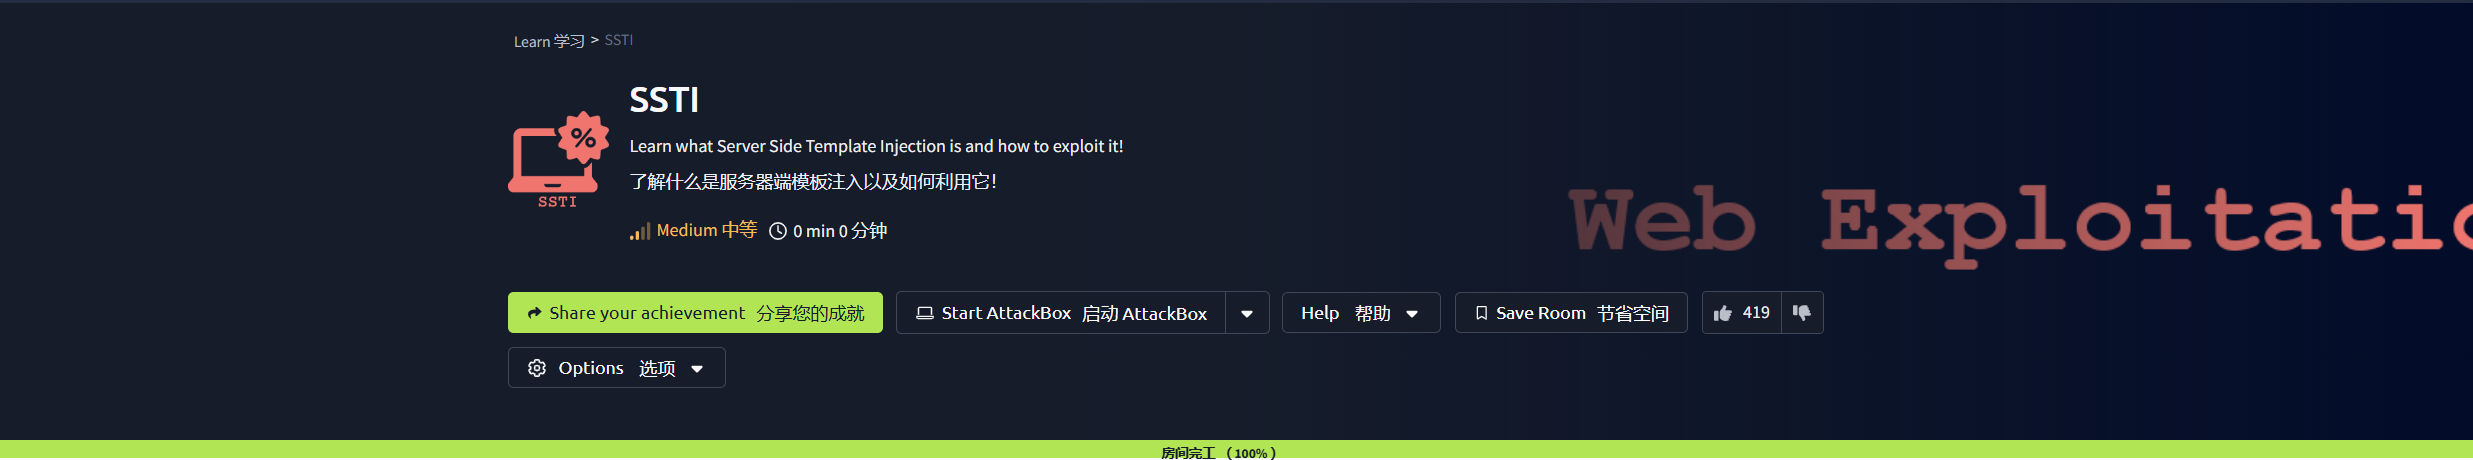 Learn 学习 > SSTI
SSTI
Learn what Server Side Template Injection is and how to exploit it!
了解什么是服务器端模板注入以及如何利用它！
SSTI
Medium 中等 0 min 0 分钟
Web Exploitatio
Share your achievement 分享您的成就 Start AttackBox 启动 AttackBox Help 帮助 Save Room 节省空间 419
Options 选项
房间完工 （ 100% ）